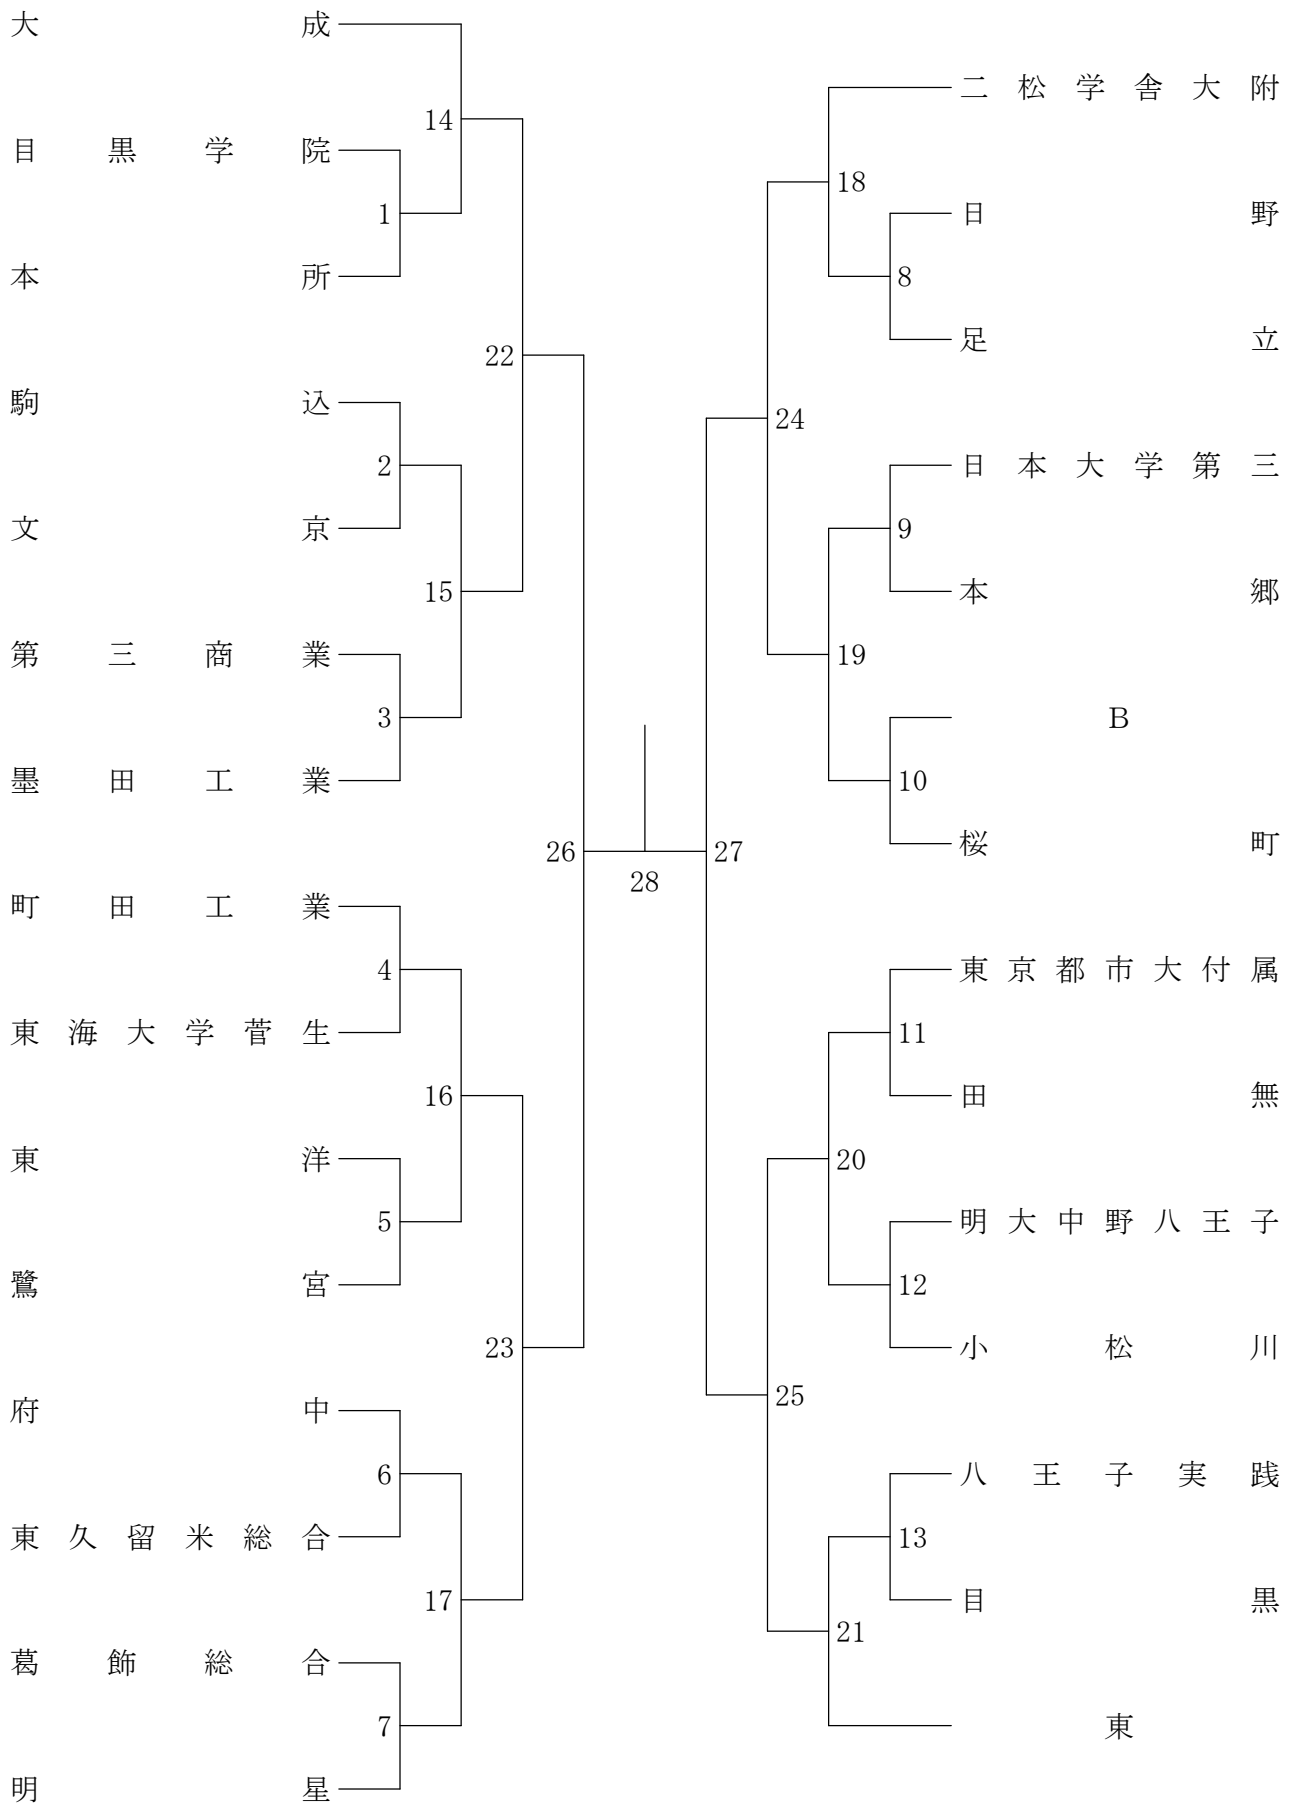 大成
目黒学院
本所
駒込
文京
第三商業
墨田工業
町田工業
東海大学菅生
東洋
鷺宮
府中
東久留米総合
葛飾総合
明星
1
2
3
4
5
6
7
14
15
16
17
22
23
26
28
27
24
25
18
19
20
21
8
9
10
11
12
13
二松学舎大附
日野
足立
日本大学第三
本郷
B
桜町
東京都市大付属
田無
明大中野八王子
小松川
八王子実践
目黒
東